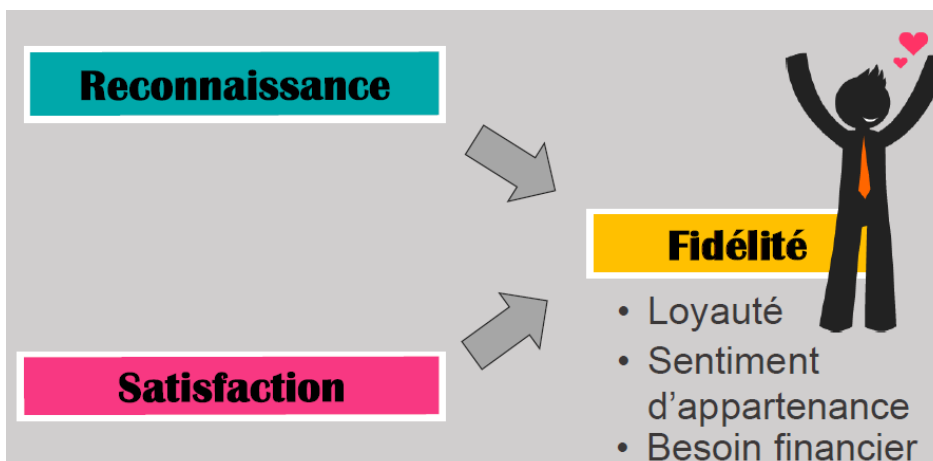 Reconnaissance
Fidélité
• Loyauté
• Sentiment
d'appartenance
• Besoin financier
Satisfaction